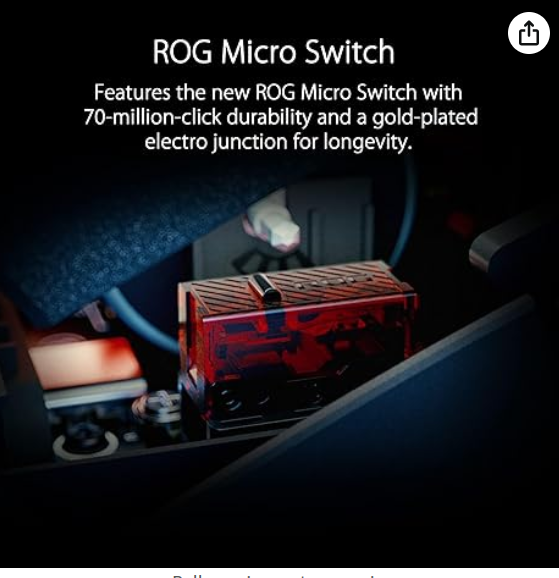 ROG Micro Switch
Features the new ROG Micro Switch with
70-million-click durability and a gold-plated
electro junction for longevity.